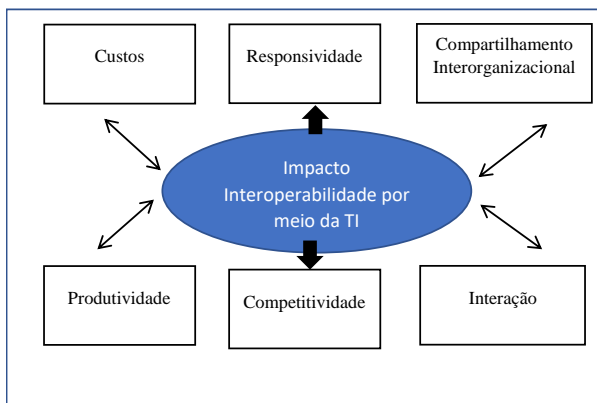 Custos
Responsividade
Compartilhamento
Interorganizacional
Impacto
Interoperabilidade por
meio da TI
Produtividade
Competitividade
Interação